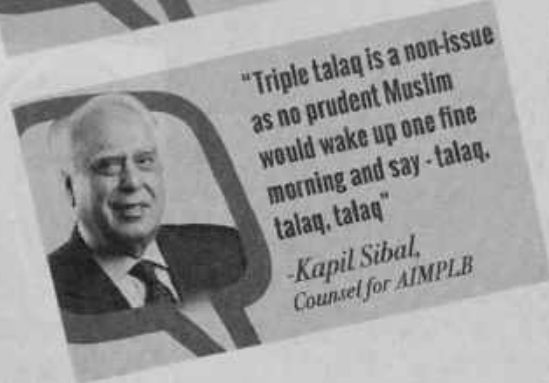 “Triple talaq is a non-issue
as no prudent Muslim
would wake up one fine
morning and say - talaq,
talaq, talaq”
-Kapil Sibal,
Counsel for AIMPLB